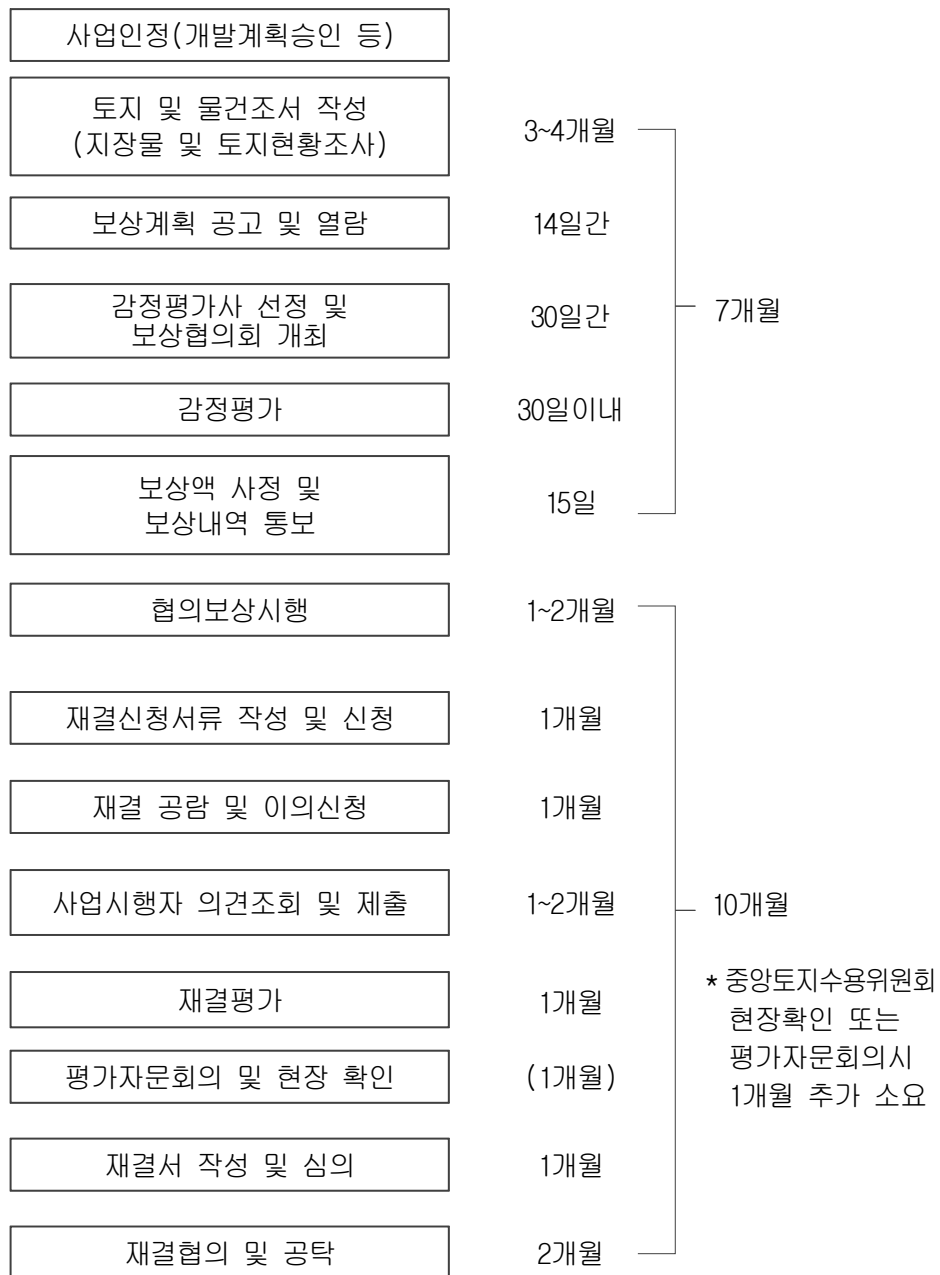 사업인정(개발계획승인 등)
토지 및 물건조서 작성
(지장물 및 토지현황조사)
3~4개월
보상계획 공고 및 열람
14일간
감정평가사 선정 및
보상협의회 개최
30일간
7개월
감정평가
30일이내
보상액 사정 및
보상내역 통보
15일
협의보상시행
1~2개월
재결신청서류 작성 및 신청
1개월
재결 공람 및 이의신청
1개월
사업시행자 의견조회 및 제출
1~2개월
10개월
재결평가
1개월
* 중앙토지수용위원회
현장확인 또는
평가자문회의시
1개월 추가 소요
평가자문회의 및 현장 확인
(1개월)
재결서 작성 및 심의
1개월
재결협의 및 공탁
2개월